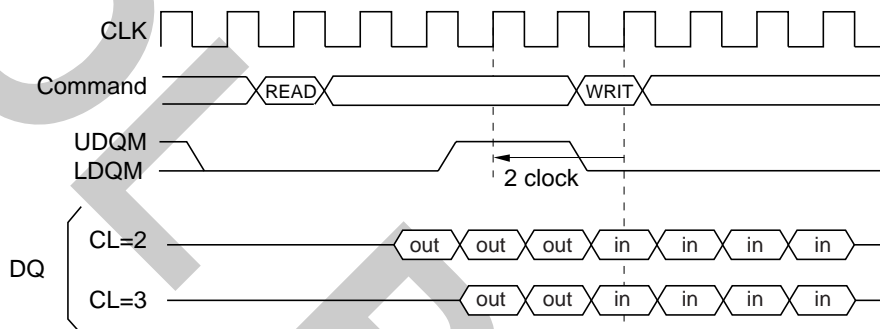 CLK
Command READ WRIT
UDQM
LDQM
2 clock
CL=2 out out out in in in in
DQ
CL=3 out out in in in in